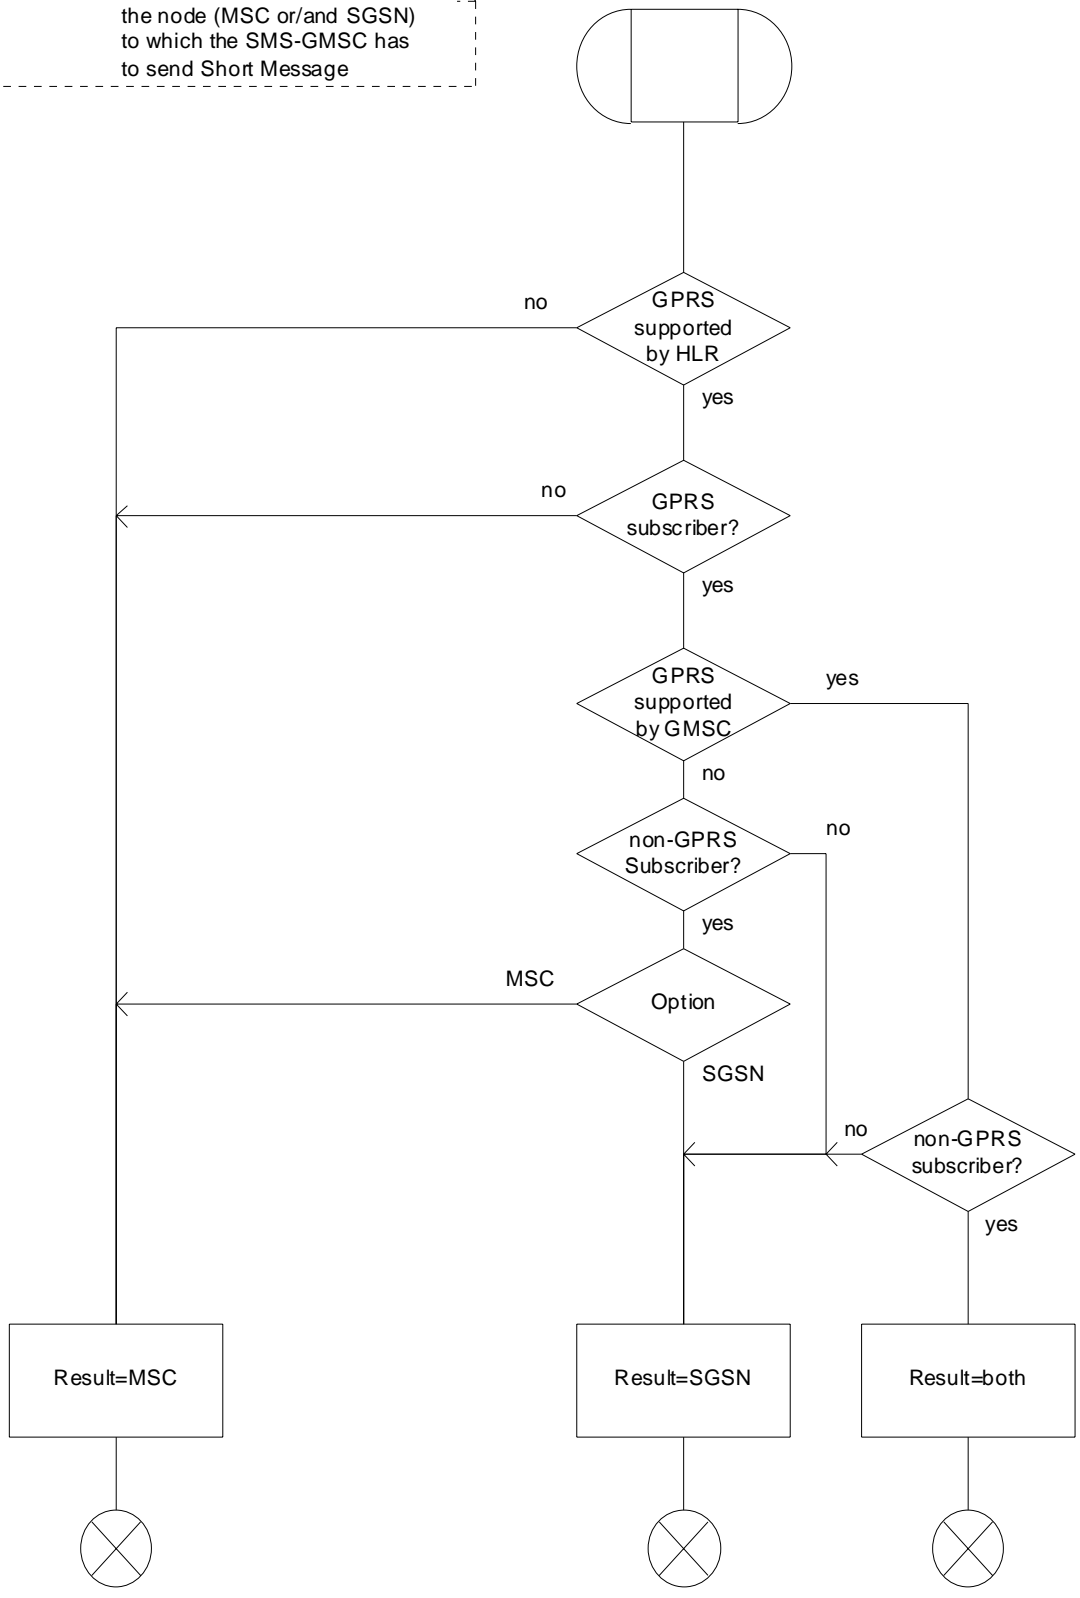 the node (MSC or/and SGSN)
to which the SMS-GMSC has
to send Short Message
no
GPRS
supported
by HLR
yes
no
GPRS
subscriber?
yes
GPRS
supported
by GMSC
yes
no
non-GPRS
Subscriber?
no
yes
MSC
Option
SGSN
no
non-GPRS
subscriber?
yes
Result=MSC
Result=SGSN
Result=both